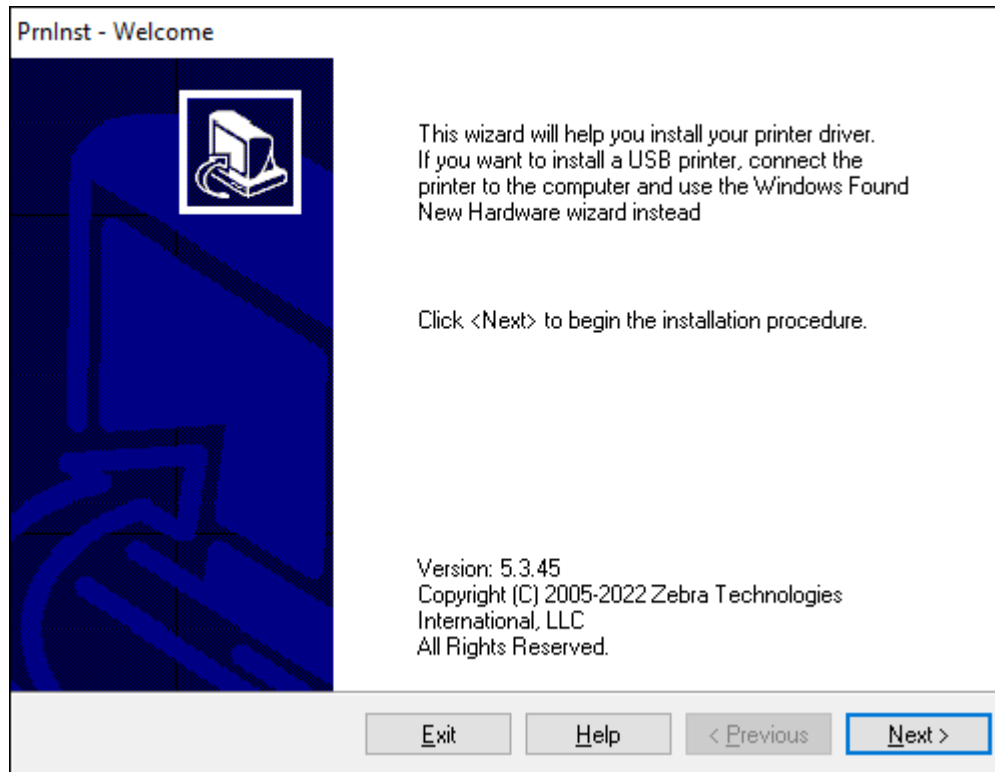 PrnInst - Welcome
This wizard will help you install your printer driver.
If you want to install a USB printer, connect the
printer to the computer and use the Windows Found
New Hardware wizard instead
Click <Next> to begin the installation procedure.
Version: 5.3.45
Copyright (C) 2005-2022 Zebra Technologies
International, LLC
All Rights Reserved.
Exit Help < Previous Next >